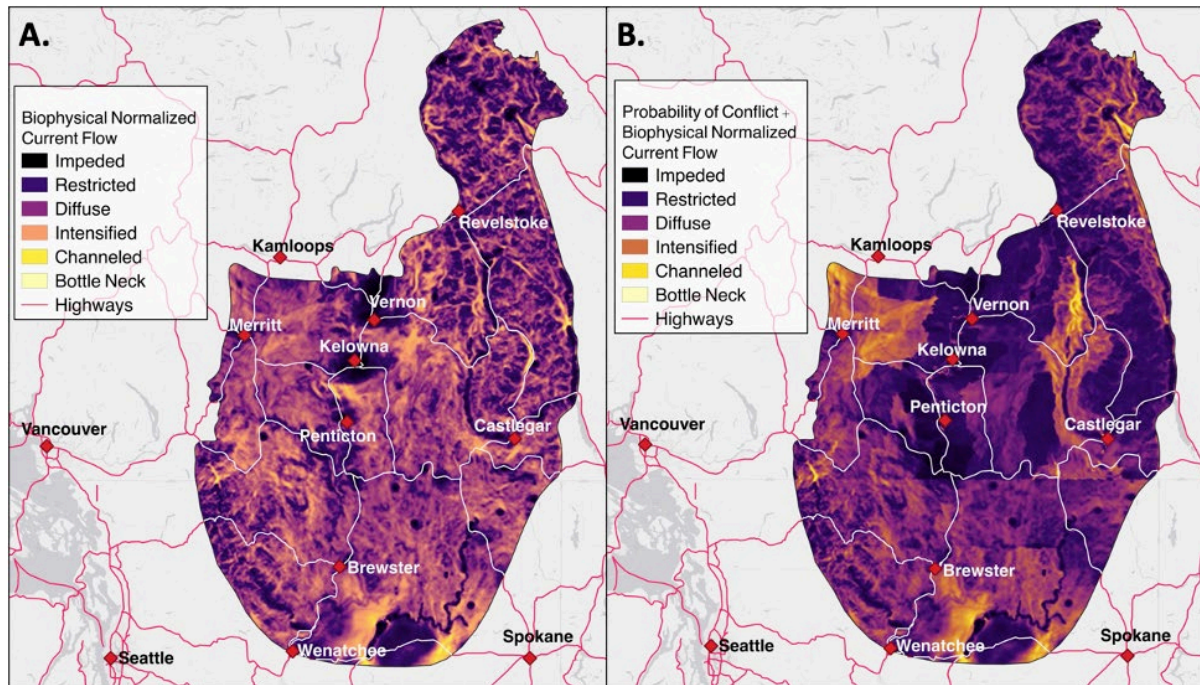 A.
Biophysical Normalized
Current Flow
Impeded
Restricted
Diffuse
Intensified
Channeled
Bottle Neck
Highways
Revelstoke
Kamloops
Vernon
Merritt
Kelowna
Penticton
Castlegar
Vancouver
Brewster
Wenatchee
Spokane
Seattle
B.
Probability of Conflict +
Biophysical Normalized
Current Flow
Impeded
Restricted
Diffuse
Intensified
Channeled
Bottle Neck
Highways
Revelstoke
Kamloops
Vernon
Merritt
Kelowna
Penticton
Castlegar
Vancouver
Brewster
Wenatchee
Spokane
Seattle